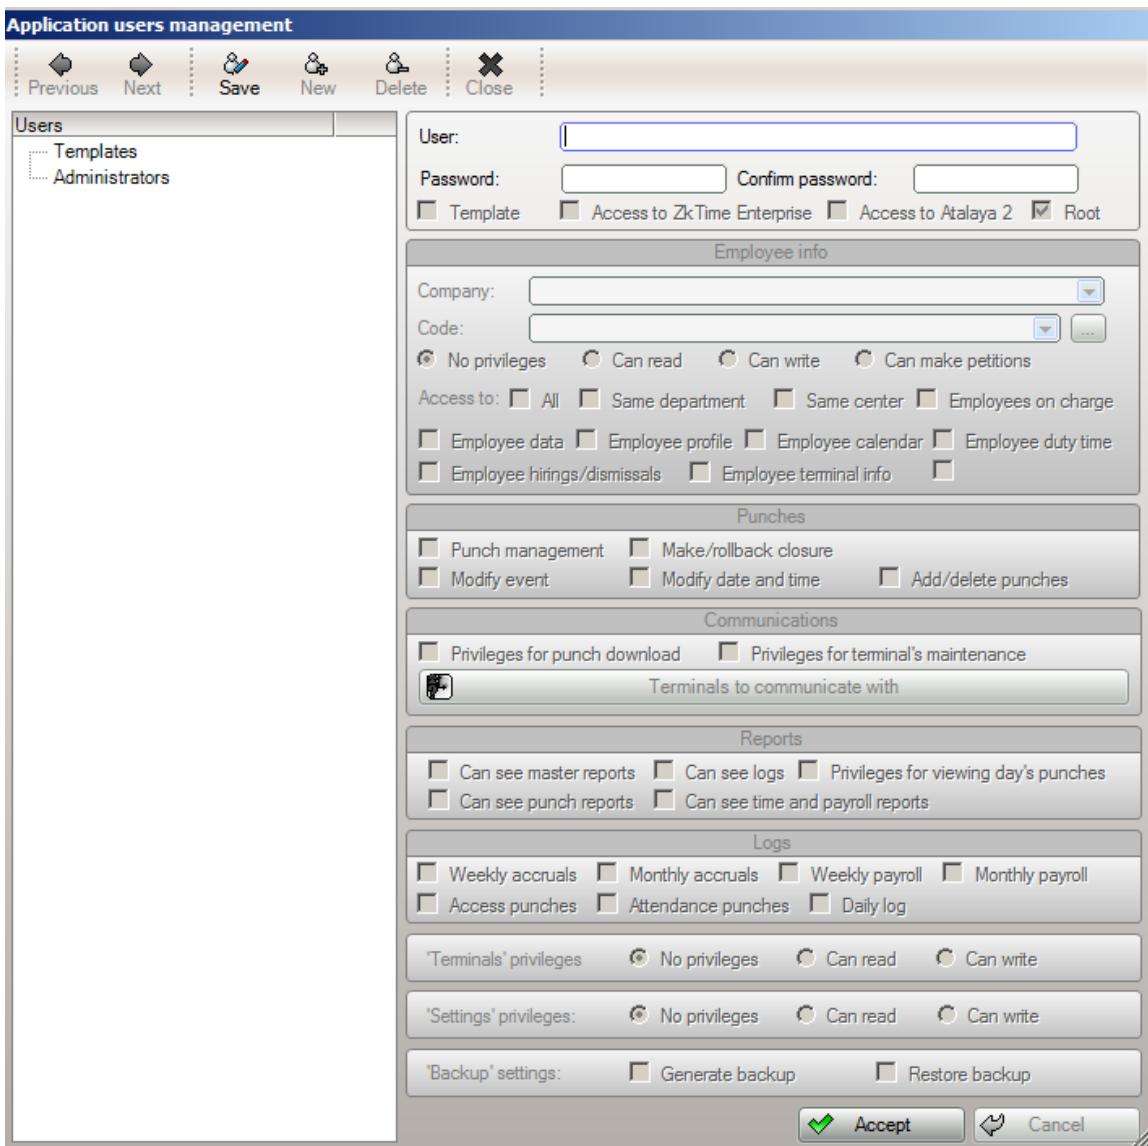 Application users management
Previous Next Save New Delete Close
Users
Templates
Administrators
User:
Password: Confirm password:
Template Access to ZkTime Enterprise Access to Atalaya 2 Root
Employee info
Company:
Code: ...
No privileges Can read Can write Can make petitions
Access to: All Same department Same center Employees on charge
Employee data Employee profile Employee calendar Employee duty time
Employee hirings/dismissals Employee terminal info
Punches
Punch management Make/rollback closure
Modify event Modify date and time Add/delete punches
Communications
Privileges for punch download Privileges for terminal's maintenance
Terminals to communicate with
Reports
Can see master reports Can see logs Privileges for viewing day's punches
Can see punch reports Can see time and payroll reports
Logs
Weekly accruals Monthly accruals Weekly payroll Monthly payroll
Access punches Attendance punches Daily log
'Terminals' privileges No privileges Can read Can write
'Settings' privileges: No privileges Can read Can write
'Backup' settings: Generate backup Restore backup
Accept Cancel